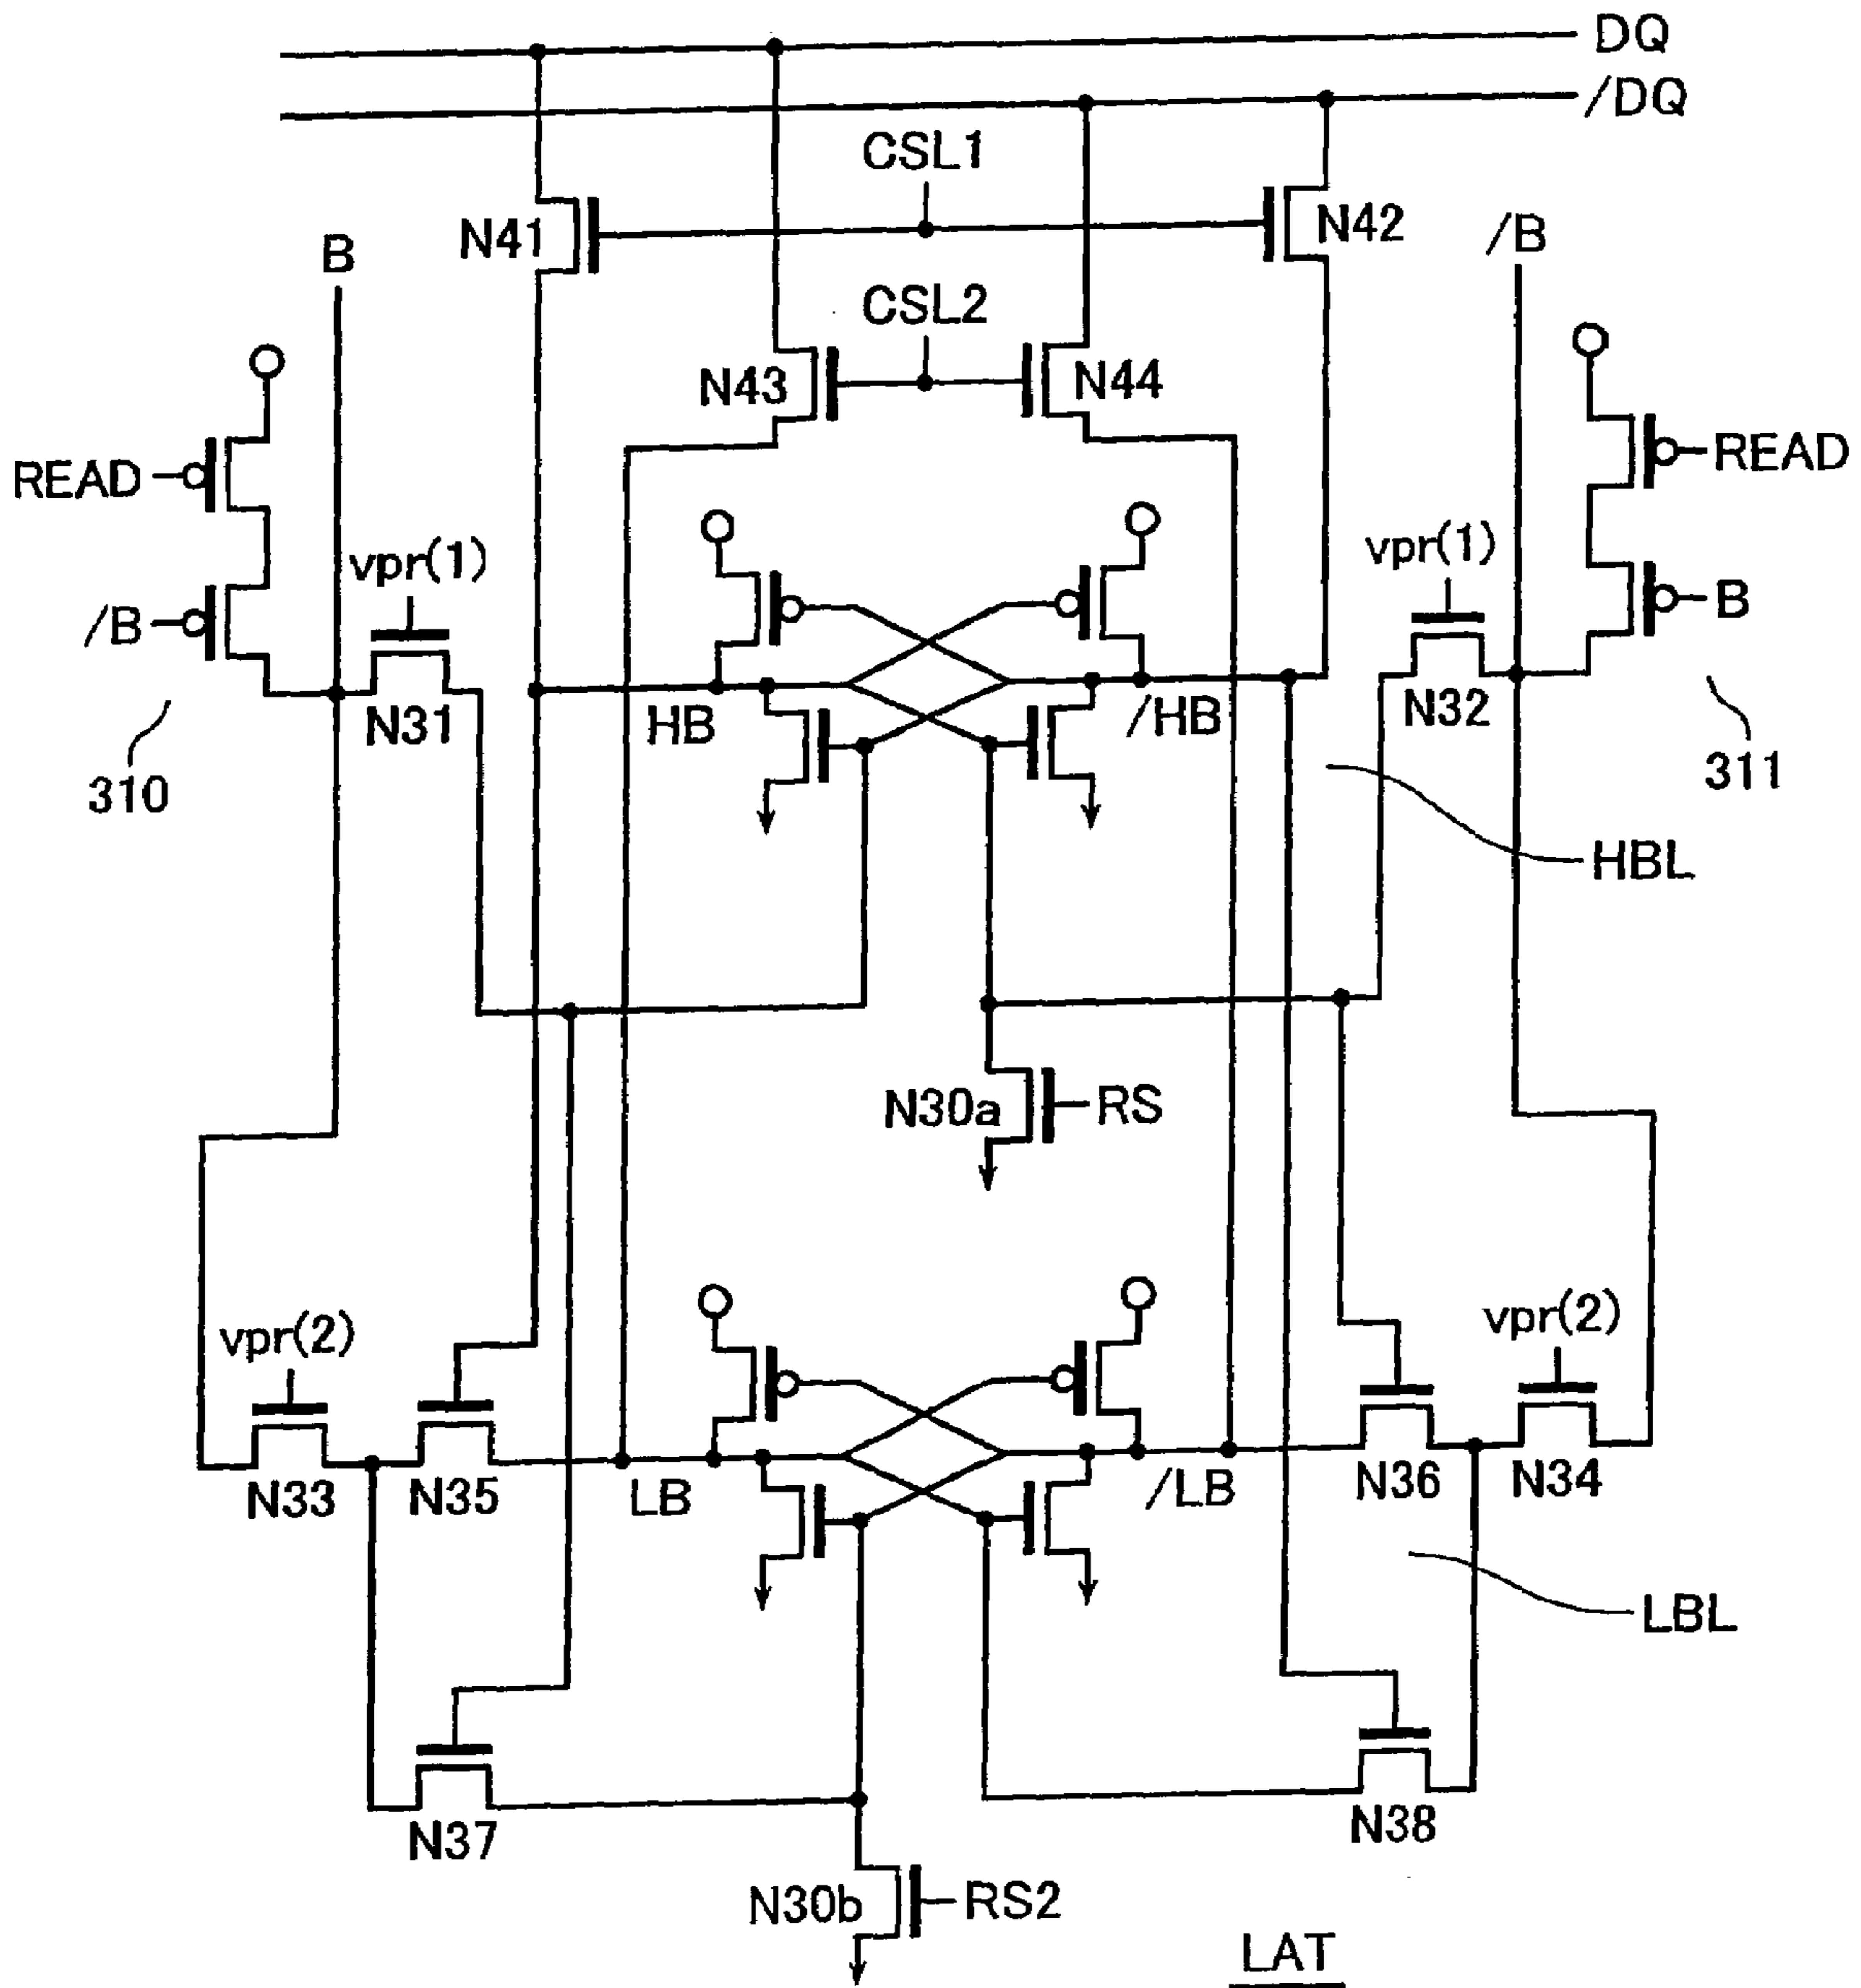 DQ
/DQ
CSL1
N41
N42
B
/B
CSL2
N43
N44
READ
READ
vpr(1)
vpr(1)
/B
B
N31
HB
/HB
N32
310
311
HBL
N30a
RS
vpr(2)
vpr(2)
N33
N35
LB
/LB
N36
N34
LBL
N37
N38
N30b
RS2
LAT